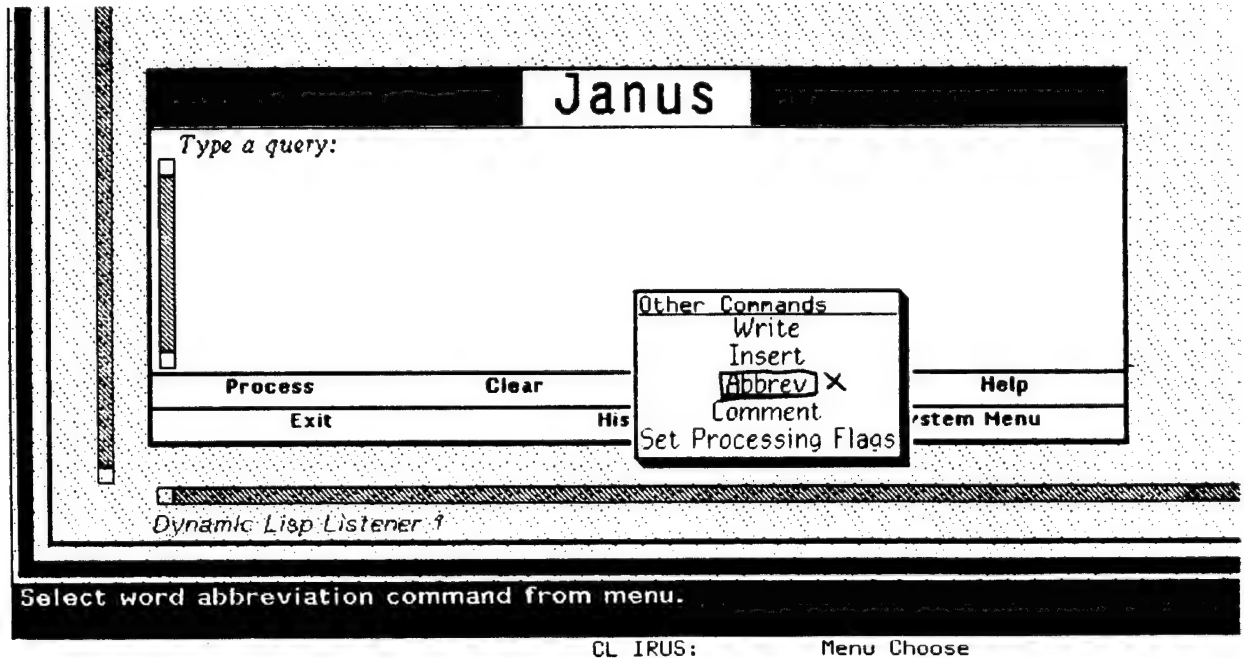 Janus
Type a query:
Other Commands
Write
Insert
Abbrev X
Comment
Set Processing Flags
Process Clear Help
Exit His ystem Menu
Dynamic Lisp Listener 1
Select word abbreviation command from menu.
CL IRUS: Menu Choose